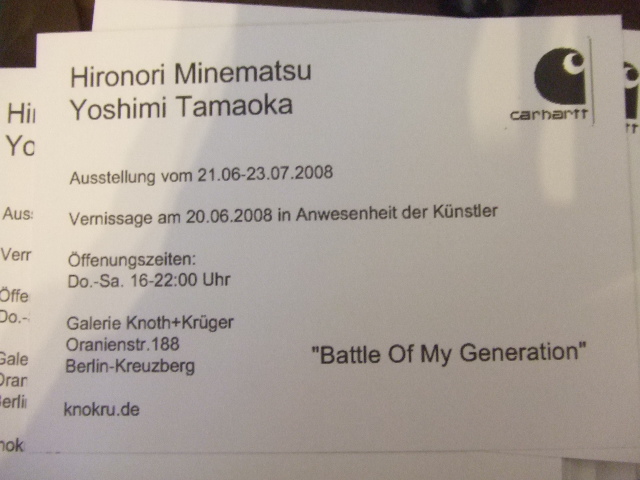 Hironori Minematsu
Yoshimi Tamaoka
carhartt
Ausstellung vom 21.06-23.07.2008
Vernissage am 20.06.2008 in Anwesenheit der Künstler
Öffenungszeiten:
Do.-Sa. 16-22:00 Uhr
Galerie Knoth+Krüger
Oranienstr.188
Berlin-Kreuzberg
"Battle Of My Generation"
knokru.de